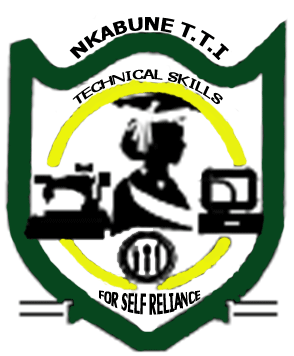 NKABUNE T.T.I
TECHNICAL SKILLS
FOR SELF RELIANCE